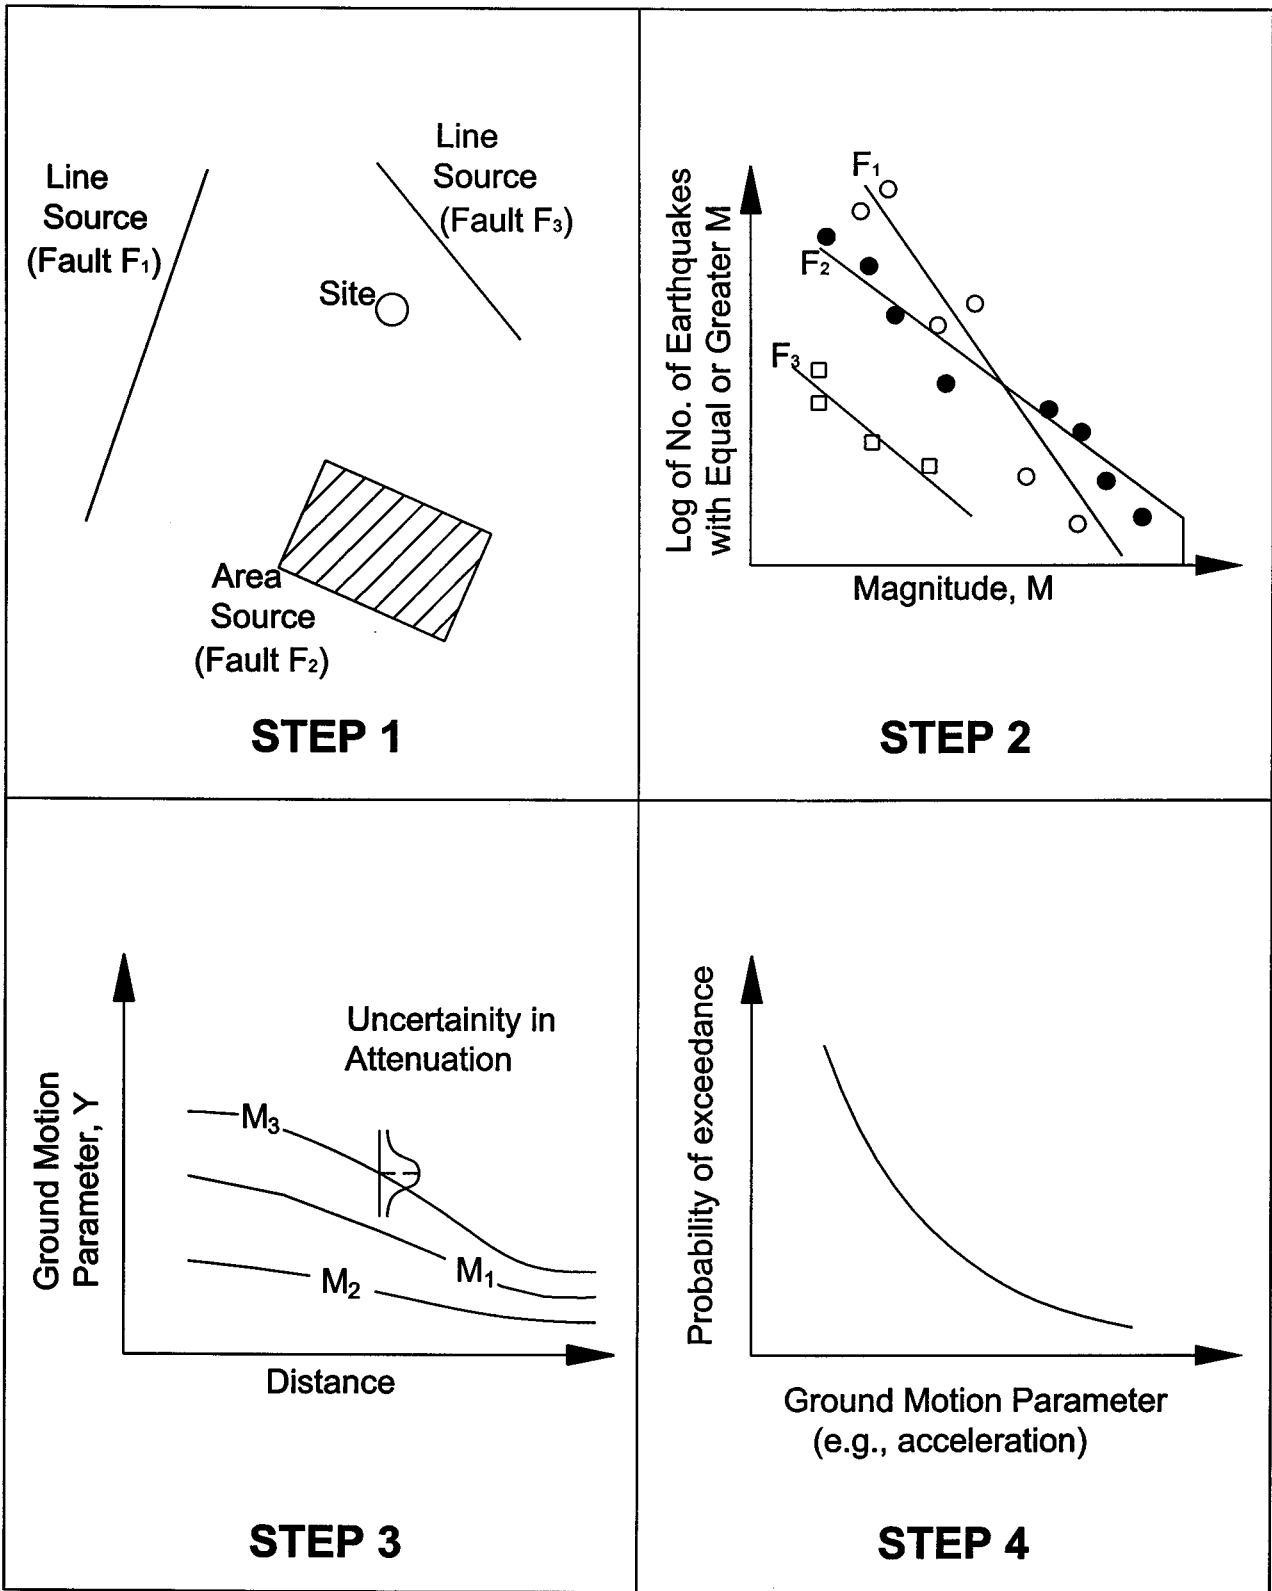 Line
Source
(Fault F₁)
Line
Source
(Fault F₃)
Site
Area
Source
(Fault F₂)
STEP 1
Log of No. of Earthquakes
with Equal or Greater M
F₁
F₂
F₃
Magnitude, M
STEP 2
Ground Motion
Parameter, Y
Uncertainity in
Attenuation
M₃
M₁
M₂
Distance
STEP 3
Probability of exceedance
Ground Motion Parameter
(e.g., acceleration)
STEP 4